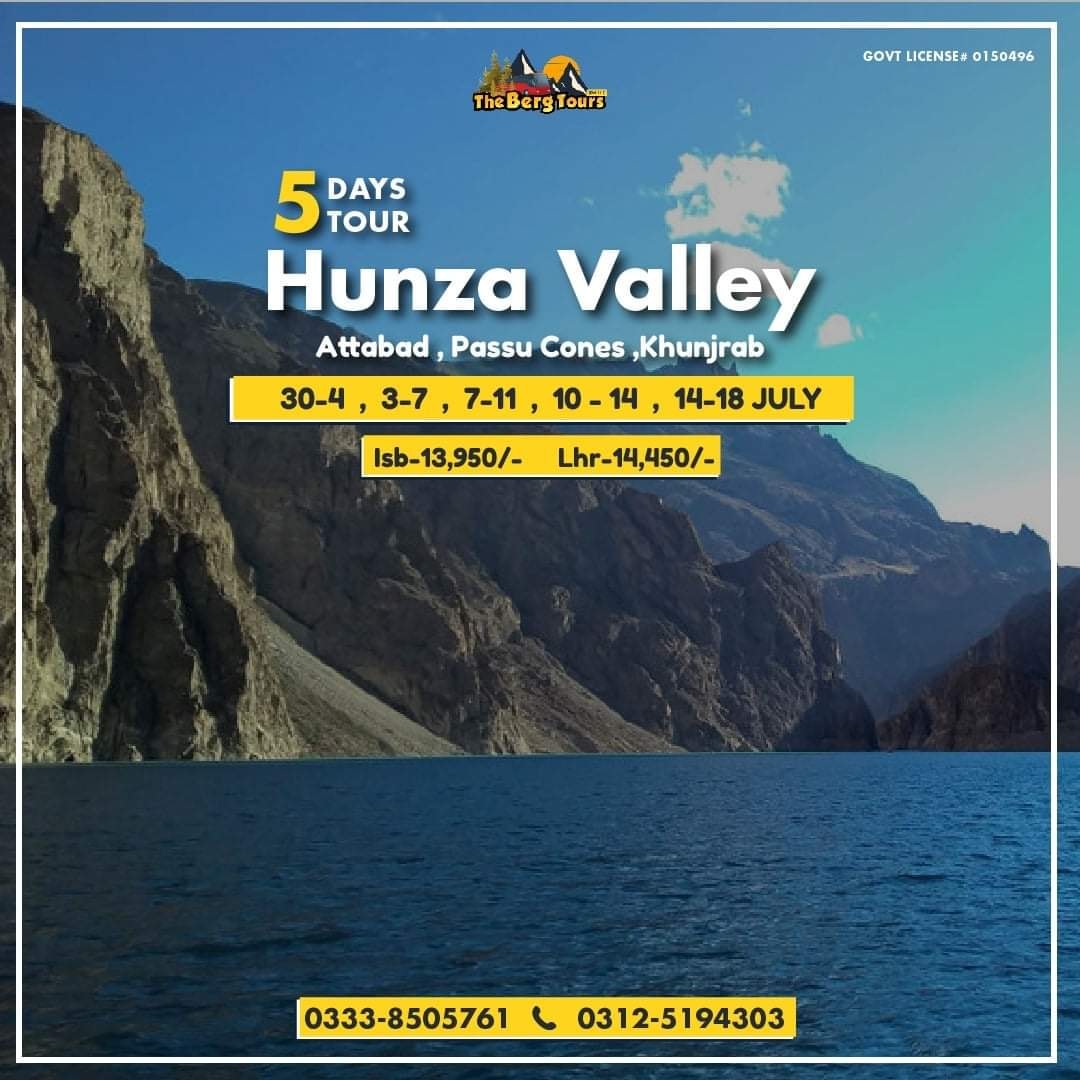 GOVT LICENSE# 0150496
The Berg Tours
5 DAYS
TOUR
Hunza Valley
Attabad , Passu Cones ,Khunjrab
30-4 , 3-7 , 7-11 , 10 - 14 , 14-18 JULY
Isb-13,950/- Lhr-14,450/-
0333-8505761 0312-5194303